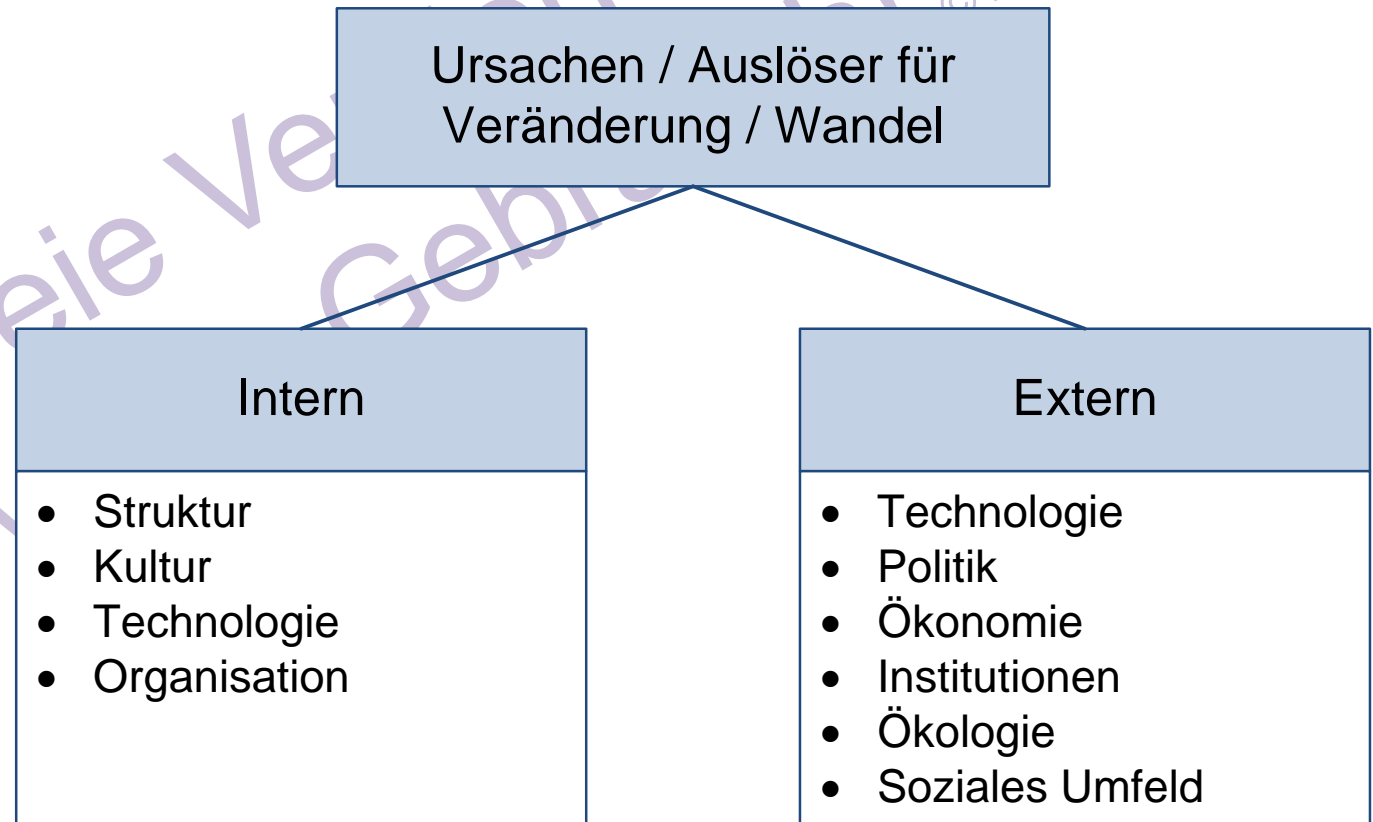 Ursachen / Auslöser für
Veränderung / Wandel
Intern
• Struktur
• Kultur
• Technologie
• Organisation
Extern
• Technologie
• Politik
• Ökonomie
• Institutionen
• Ökologie
• Soziales Umfeld